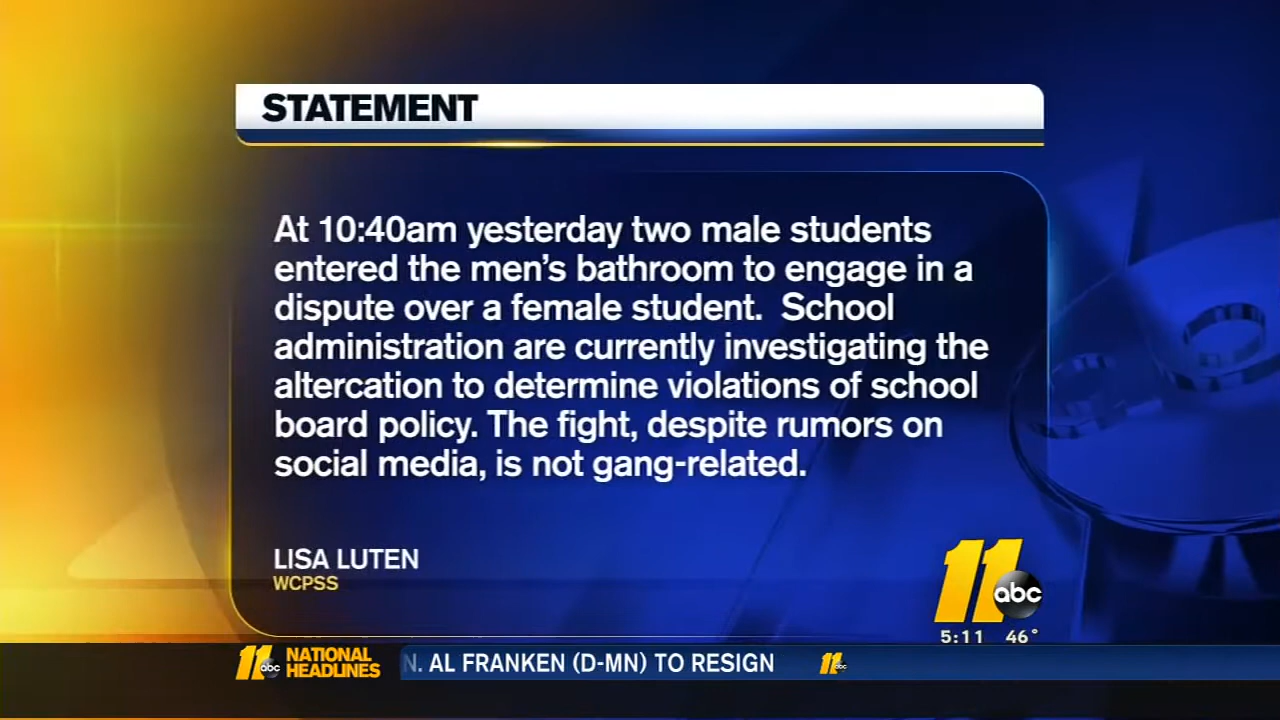 STATEMENT
At 10:40am yesterday two male students
entered the men's bathroom to engage in a
dispute over a female student.  School
administration are currently investigating the
altercation to determine violations of school
board policy. The fight, despite rumors on
social media, is not gang-related.
LISA LUTEN
WCPSS
11 abc
5:11 46°
11 abc NATIONAL HEADLINES
N. AL FRANKEN (D-MN) TO RESIGN 11 abc